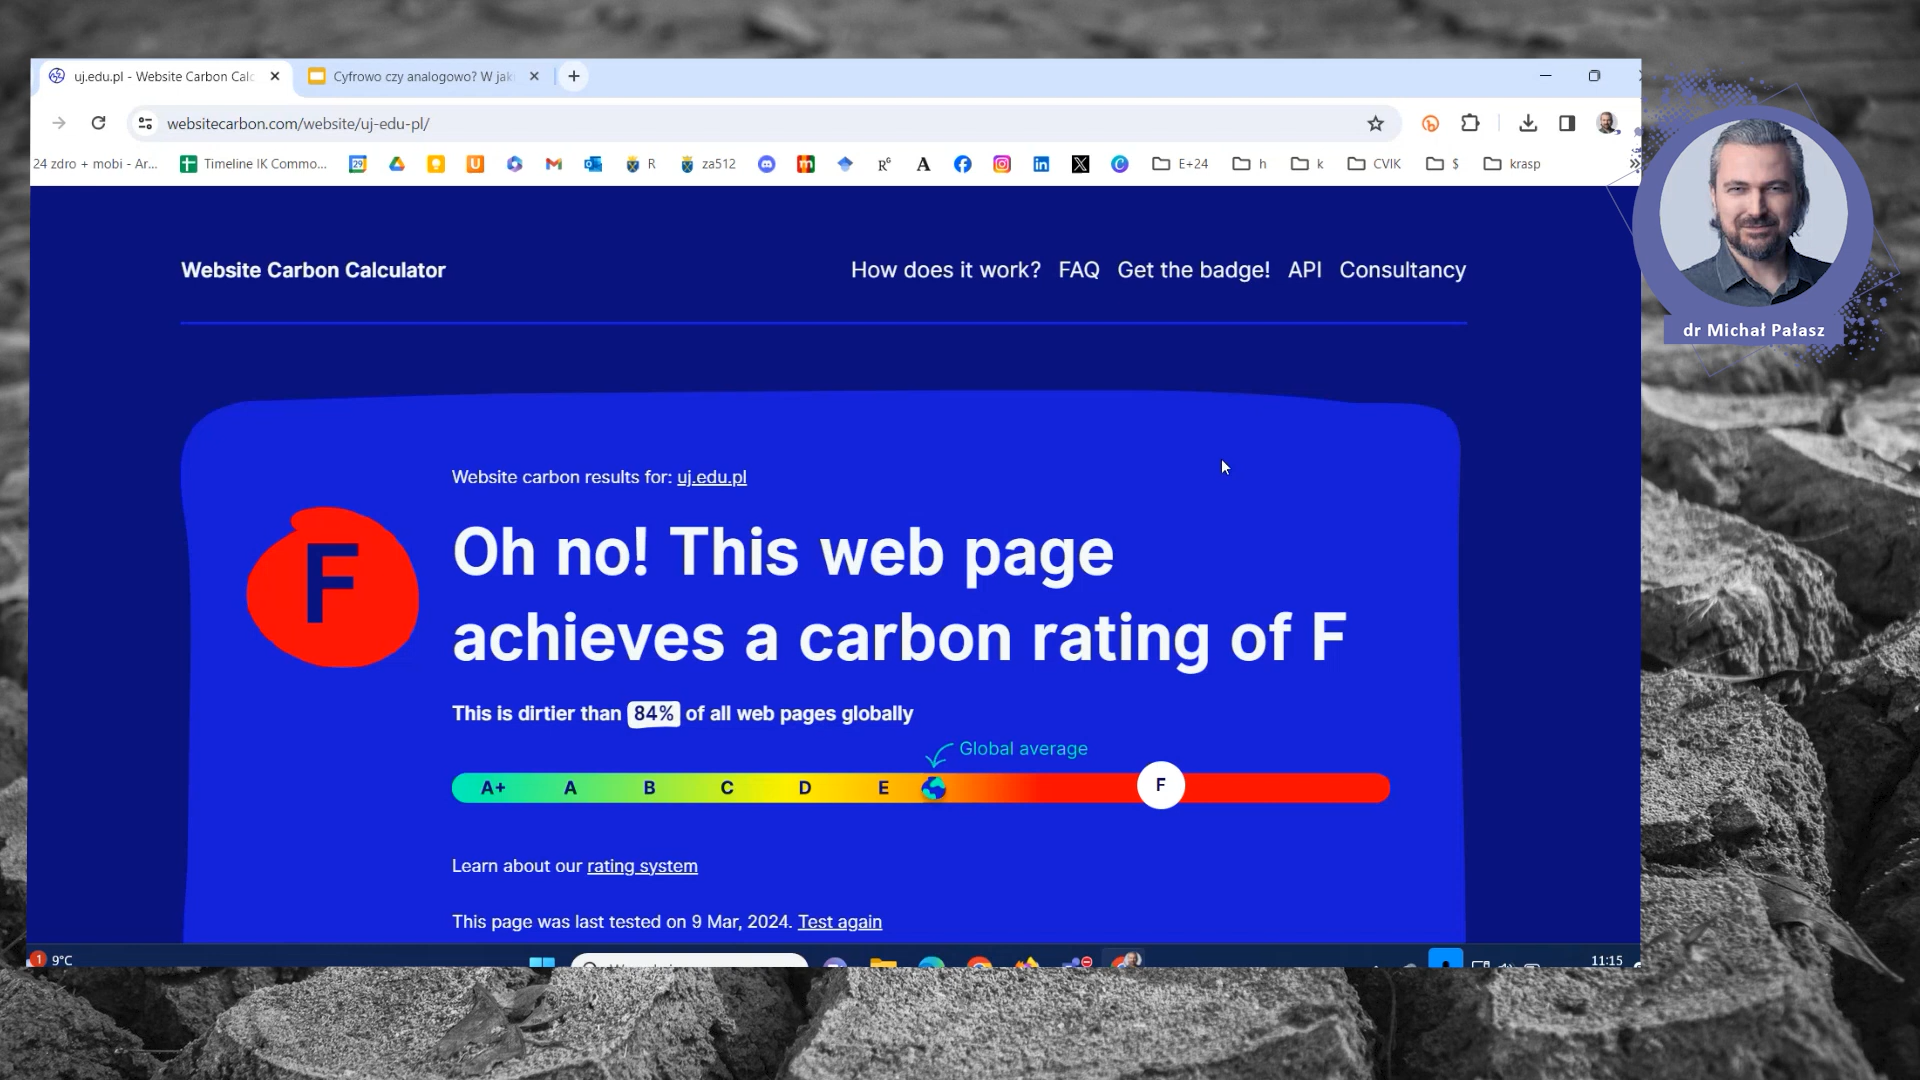 uj.edu.pl - Website Carbon Calc
Cyfrowo czy analogowo? W jak
websitecarbon.com/website/uj-edu-pl/
24 zdro + mobi - Ar...
Timeline IK Commo...
29
R
za512
E+24
h
k
CVIK
$
krasp
Website Carbon Calculator
How does it work?
FAQ
Get the badge!
API
Consultancy
dr Michał Pałasz
Website carbon results for: uj.edu.pl
F
Oh no! This web page
achieves a carbon rating of F
This is dirtier than 84% of all web pages globally
Global average
A+ A B C D E F
Learn about our rating system
This page was last tested on 9 Mar, 2024. Test again
1
9°C
11:15